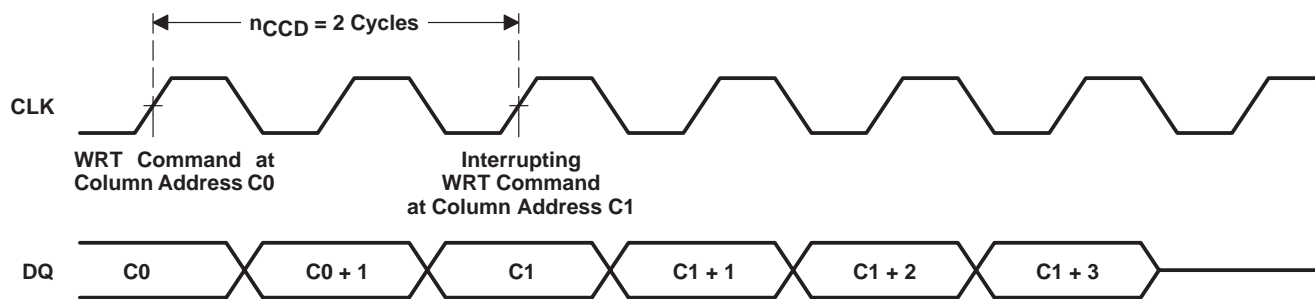 nCCD = 2 Cycles
CLK
WRT Command at
Column Address C0
Interrupting
WRT Command
at Column Address C1
DQ
C0
C0 + 1
C1
C1 + 1
C1 + 2
C1 + 3